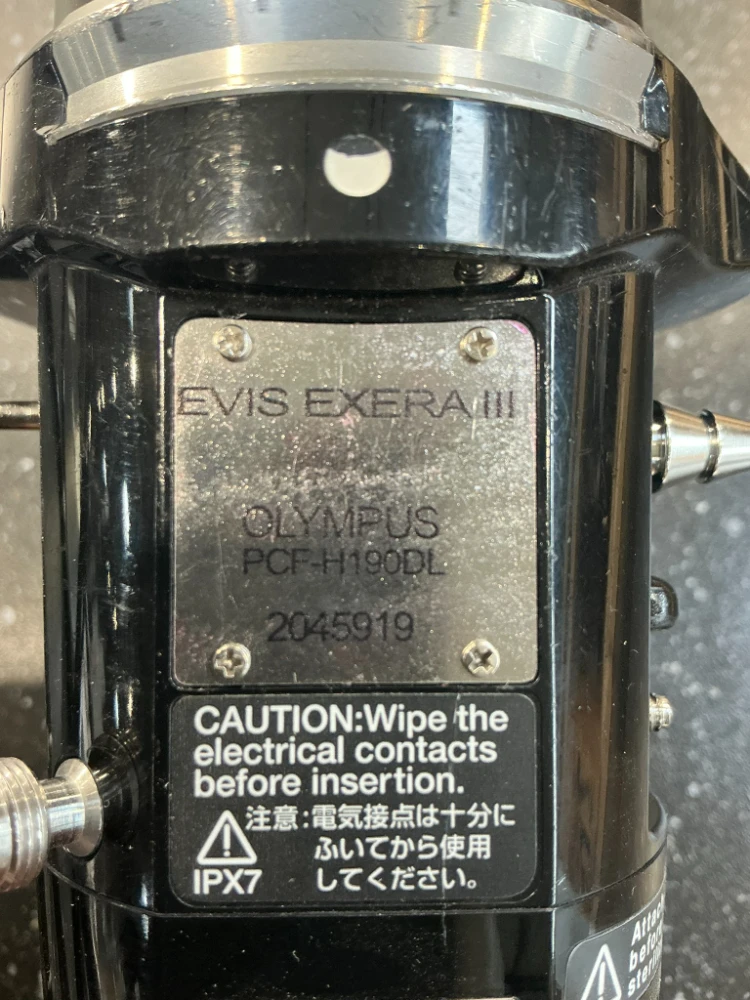 EVIS EXERA III
OLYMPUS
PCF-H190DL
2045919
CAUTION:Wipe the
electrical contacts
before insertion.
注意:電気接点は十分に
ふいてから使用
してください。
IPX7